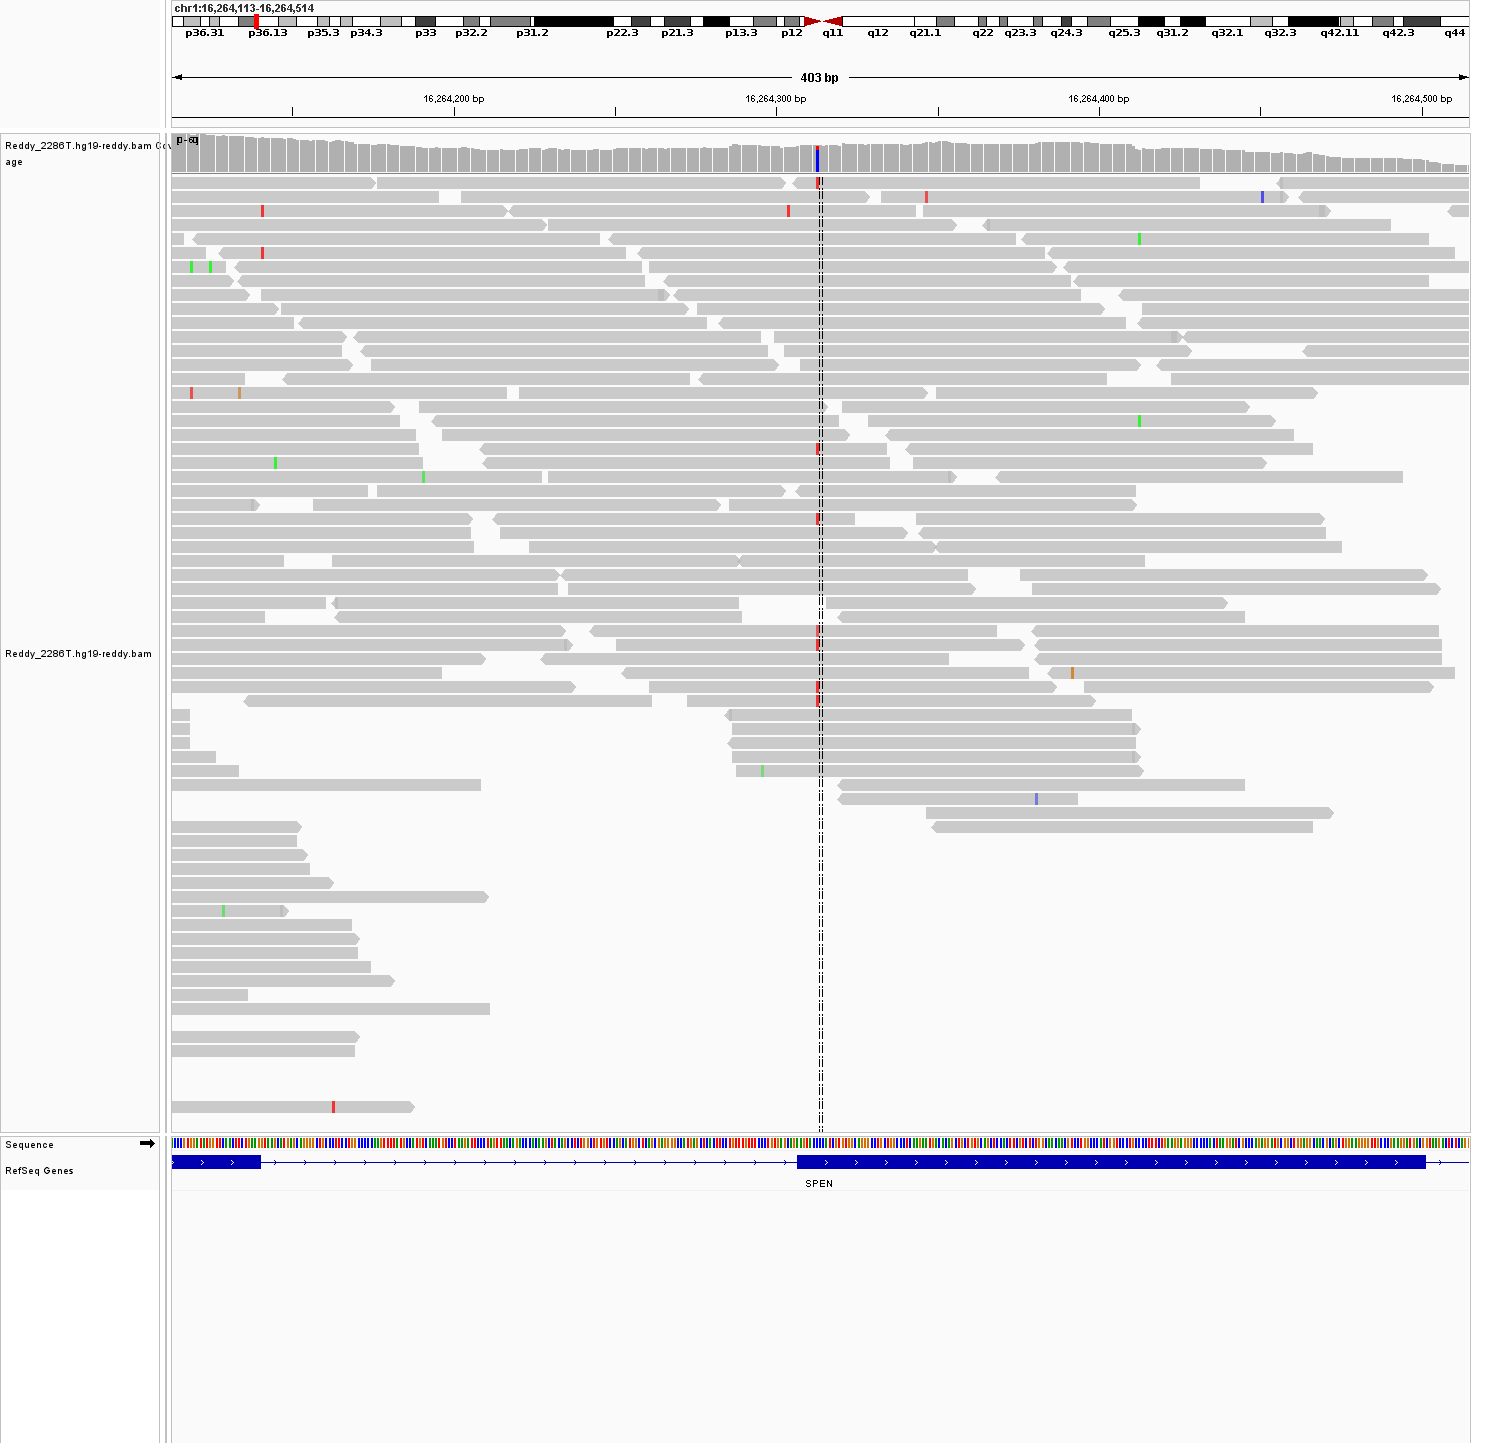 chr1:16,264,113-16,264,514
p36.31 p36.13 p35.3 p34.3 p33 p32.2 p31.2 p22.3 p21.3 p13.3 p12 q11 q12 q21.1 q22 q23.3 q24.3 q25.3 q31.2 q32.1 q32.3 q42.11 q42.3 q44
403 bp
16,264,200 bp 16,264,300 bp 16,264,400 bp 16,264,500 bp
Reddy_2286T.hg19-reddy.bam Cov
age
Reddy_2286T.hg19-reddy.bam
Sequence
RefSeq Genes
SPEN